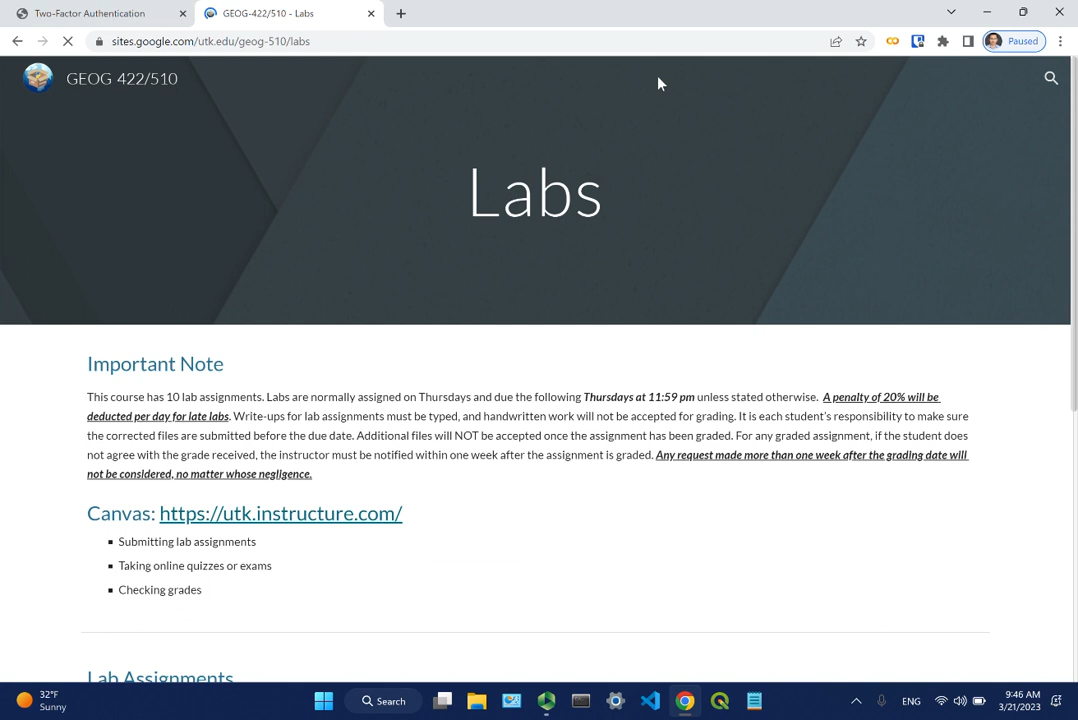 Two-Factor Authentication
GEOG-422/510 - Labs
sites.google.com/utk.edu/geog-510/labs
Paused
GEOG 422/510
Labs
Important Note
This course has 10 lab assignments. Labs are normally assigned on Thursdays and due the following Thursdays at 11:59 pm unless stated otherwise. A penalty of 20% will be
deducted per day for late labs. Write-ups for lab assignments must be typed, and handwritten work will not be accepted for grading. It is each student's responsibility to make sure
the corrected files are submitted before the due date. Additional files will NOT be accepted once the assignment has been graded. For any graded assignment, if the student does
not agree with the grade received, the instructor must be notified within one week after the assignment is graded. Any request made more than one week after the grading date will
not be considered, no matter whose negligence.
Canvas: https://utk.instructure.com/
Submitting lab assignments
Taking online quizzes or exams
Checking grades
Lab Assignments
32°F
Sunny
Search
ENG
9:46 AM
3/21/2023